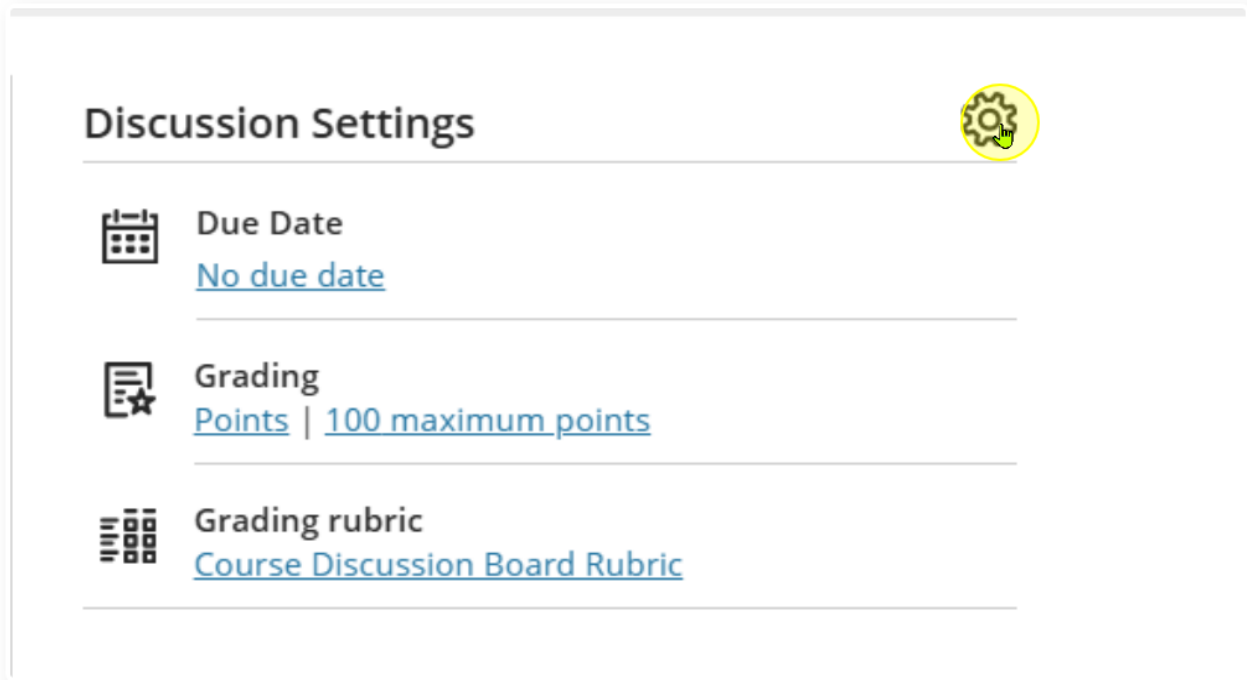 Discussion Settings
Due Date
No due date
Grading
Points | 100 maximum points
Grading rubric
Course Discussion Board Rubric